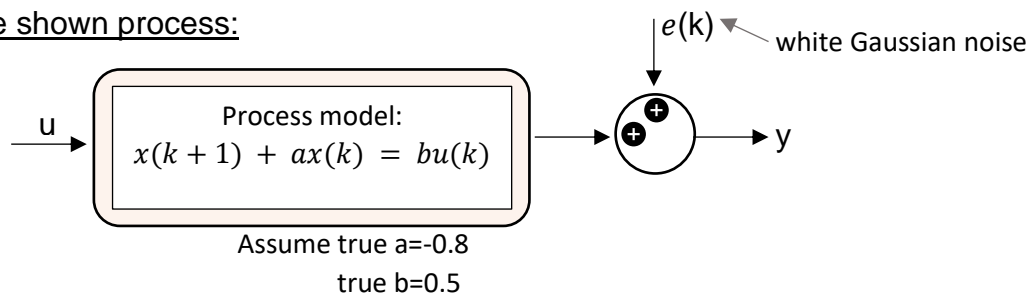 e shown process:
e(k)
white Gaussian noise
u
Process model:
x(k + 1) + ax(k) = bu(k)
+
+
y
Assume true a=-0.8
true b=0.5